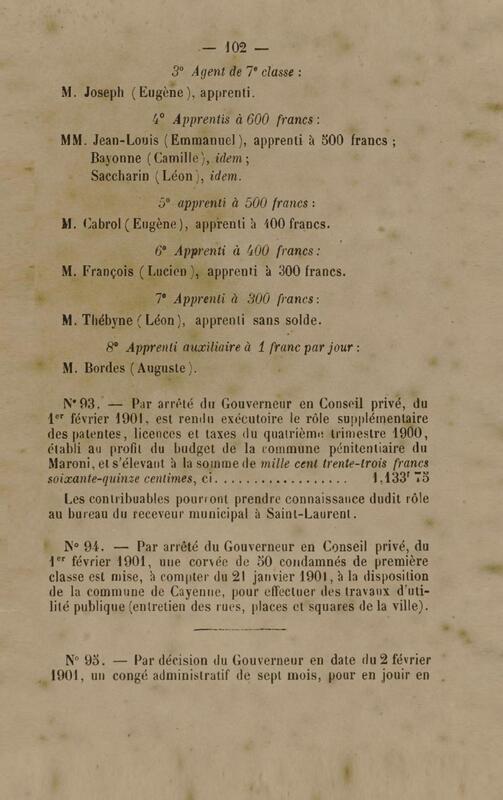 — 102 —
3° Agent de 7e classe :
M. Joseph (Eugène), apprenti.
4° Apprentis à 600 francs :
MM. Jean-Louis (Emmanuel), apprenti à 500 francs ;
Bayonne (Camille), idem ;
Saccharin (Léon), idem.
5° apprenti à 500 francs :
M. Cabrol (Eugène), apprenti à 400 francs.
6° Apprenti à 400 francs :
M. François (Lucien), apprenti à 300 francs.
7° Apprenti à 300 francs :
M. Thébyne (Léon), apprenti sans solde.
8° Apprenti auxiliaire à 1 franc par jour :
M. Bordes (Auguste).
N° 93. — Par arrêté du Gouverneur en Conseil privé, du
1er février 1901, est rendu exécutoire le rôle supplémentaire
des patentes, licences et taxes du quatrième trimestre 1900,
établi au profit du budget de la commune pénitentiaire du
Maroni, et s'élevant à la somme de mille cent trente-trois francs
soixante-quinze centimes, ci.................. 1,133f 75
Les contribuables pourront prendre connaissance dudit rôle
au bureau du receveur municipal à Saint-Laurent.
N° 94. — Par arrêté du Gouverneur en Conseil privé, du
1er février 1901, une corvée de 50 condamnés de première
classe est mise, à compter du 21 janvier 1901, à la disposition
de la commune de Cayenne, pour effectuer des travaux d'uti-
lité publique (entretien des rues, places et squares de la ville).
N° 95. — Par décision du Gouverneur en date du 2 février
1901, un congé administratif de sept mois, pour en jouir en